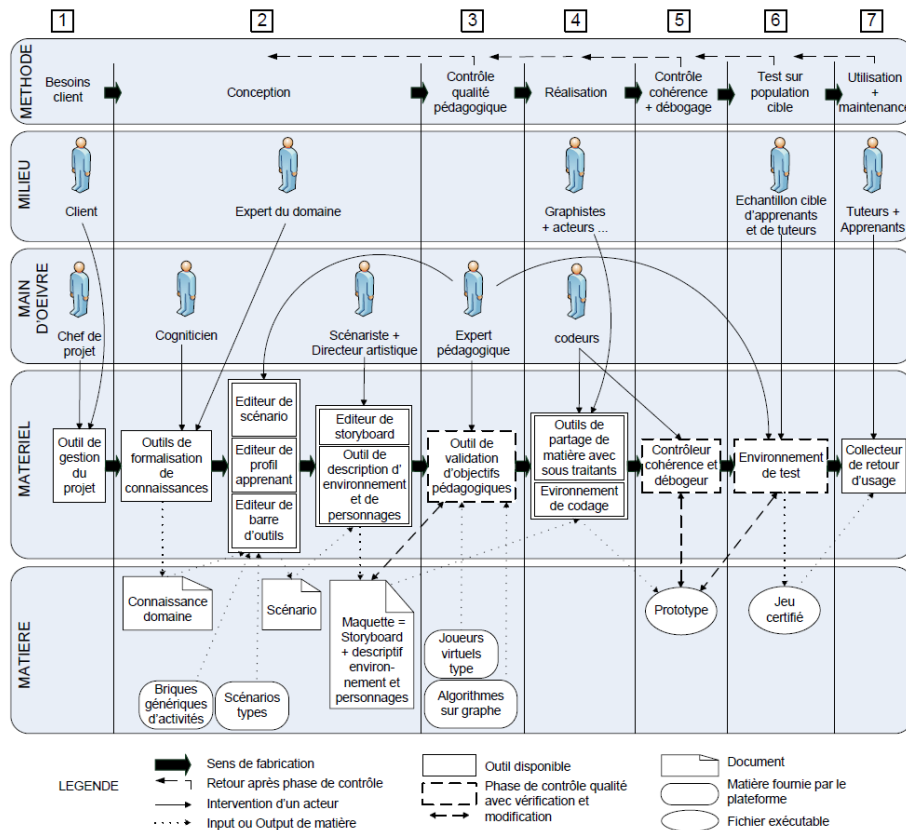 1
2
3
4
5
6
7
METHODE
Besoins
client
Conception
Contrôle
qualité
pédagogique
Réalisation
Contrôle
cohérence
+ débogage
Test sur
population
cible
Utilisation
+
maintenance
MILIEU
Client
Expert du domaine
Graphistes
+ acteurs ...
Echantillon cible
d'apprenants
et de tuteurs
Tuteurs +
Apprenants
MAIN
D'OEIVRE
Chef de
projet
Cogniticien
Scénariste +
Directeur artistique
Expert
pédagogique
codeurs
MATERIEL
Outil de
gestion du
projet
Outils de
formalisation de
connaissances
Editeur de
scénario
Editeur de
profil
apprenant
Editeur de
barre
d'outils
Editeur de
storyboard
Outil de
description d'
environnement
et de
personnages
Outil de
validation
d'objectifs
pédagogiques
Outils de
partage de
matière avec
sous traitants
Evironnement
de codage
Contrôleur
cohérence et
débogeur
Environnement
de test
Collecteur
de retour
d'usage
MATIERE
Connaissance
domaine
Scénario
Maquette =
Storyboard
+ descriptif
environ-
nement et
personnages
Briques
génériques
d'activités
Scénarios
types
Joueurs
virtuels
type
Algorithmes
sur graphe
Prototype
Jeu
certifié
LEGENDE
Sens de fabrication
Retour après phase de contrôle
Intervention d'un acteur
Input ou Output de matière
Outil disponible
Phase de contrôle qualité
avec vérification et
modification
Document
Matière fournie par le
plateforme
Fichier exécutable